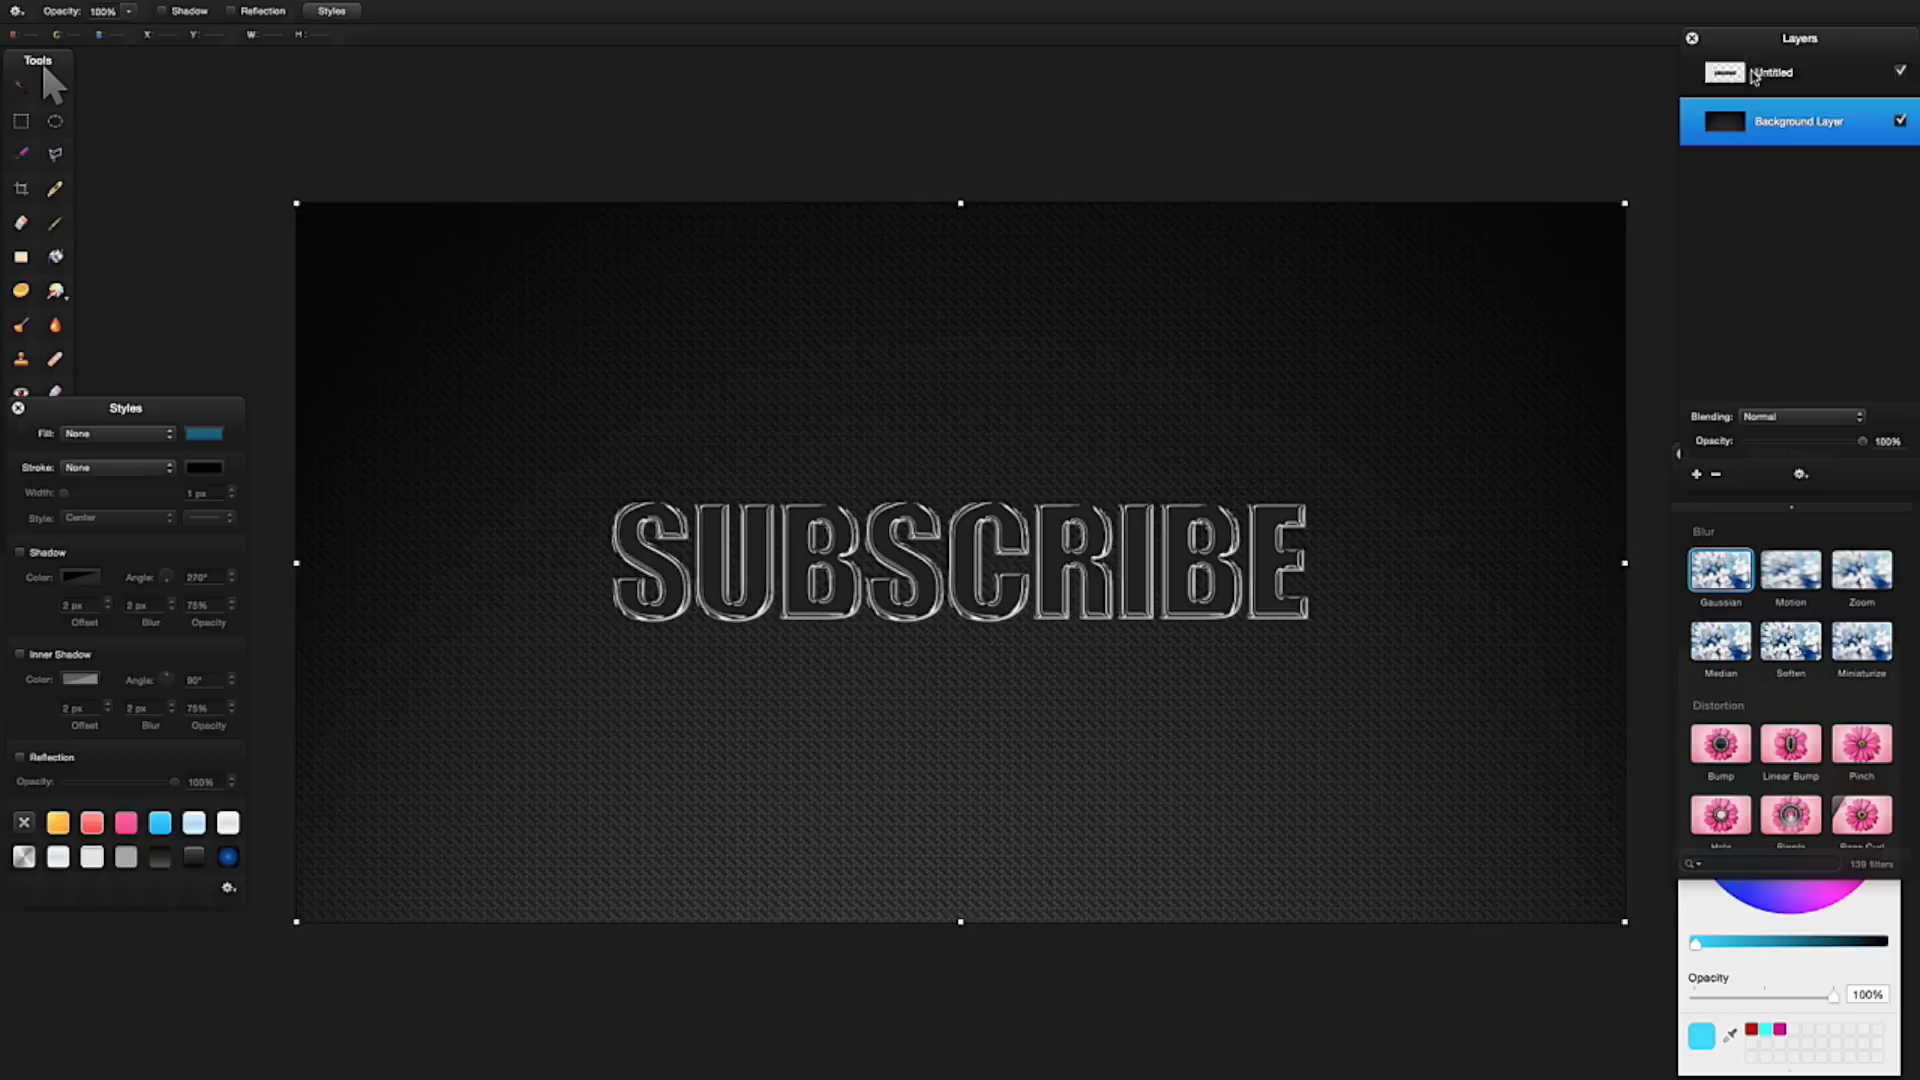 Opacity: 100% Shadow Reflection Styles
R: G: B: X: Y: W: H:
Tools
Layers
Untitled
Background Layer
SUBSCRIBE
Styles
Fill: None
Stroke: None
Width: 1 px
Style: Center
Shadow
Color: Angle: 270°
2 px 2 px 75%
Offset Blur Opacity
Inner Shadow
Color: Angle: 90°
2 px 2 px 75%
Offset Blur Opacity
Reflection
Opacity: 100%
Blending: Normal
Opacity: 100%
Blur
Gaussian Motion Zoom
Median Soften Miniaturize
Distortion
Bump Linear Bump Pinch
139 filters
Opacity
100%